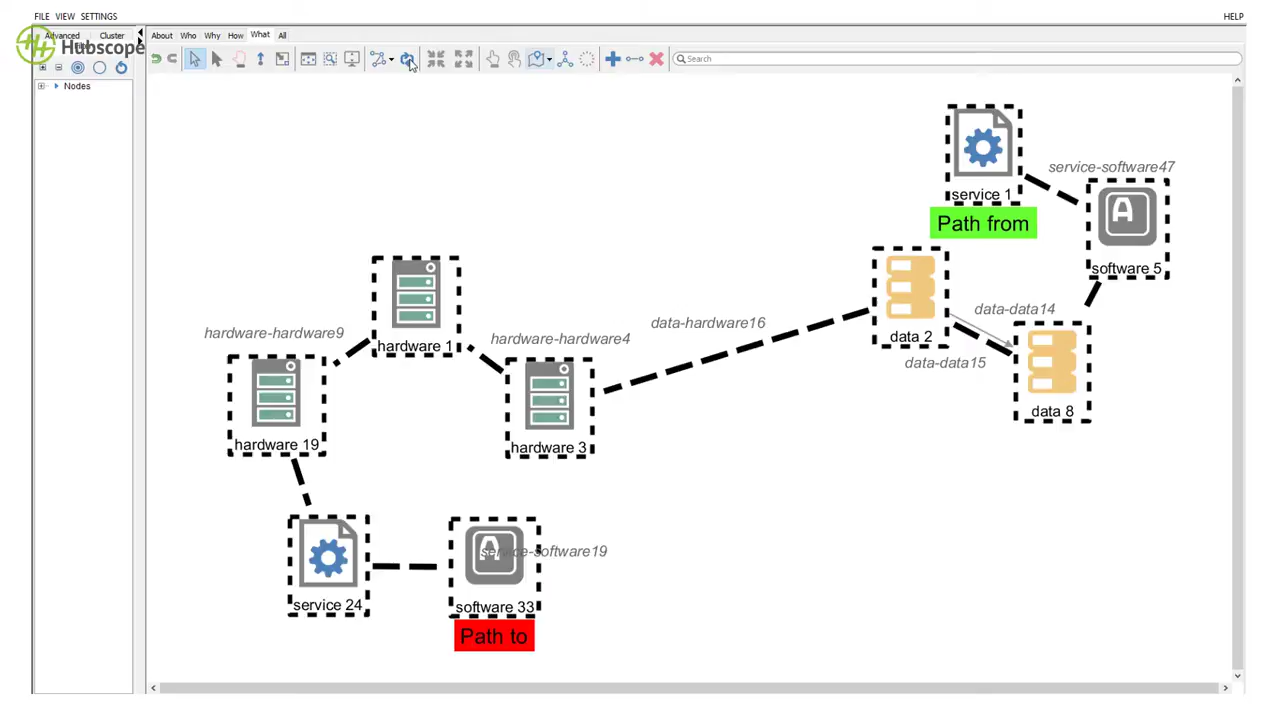 FILE VIEW SETTINGS HELP
Advanced Cluster
About Who Why How What All
Hubscope
Search
Nodes
service 1
Path from
service-software47
software 5
data 2
data-data14
data-data15
data 8
data-hardware16
hardware 1
hardware-hardware9
hardware-hardware4
hardware 19
hardware 3
service 24
service-software19
software 33
Path to